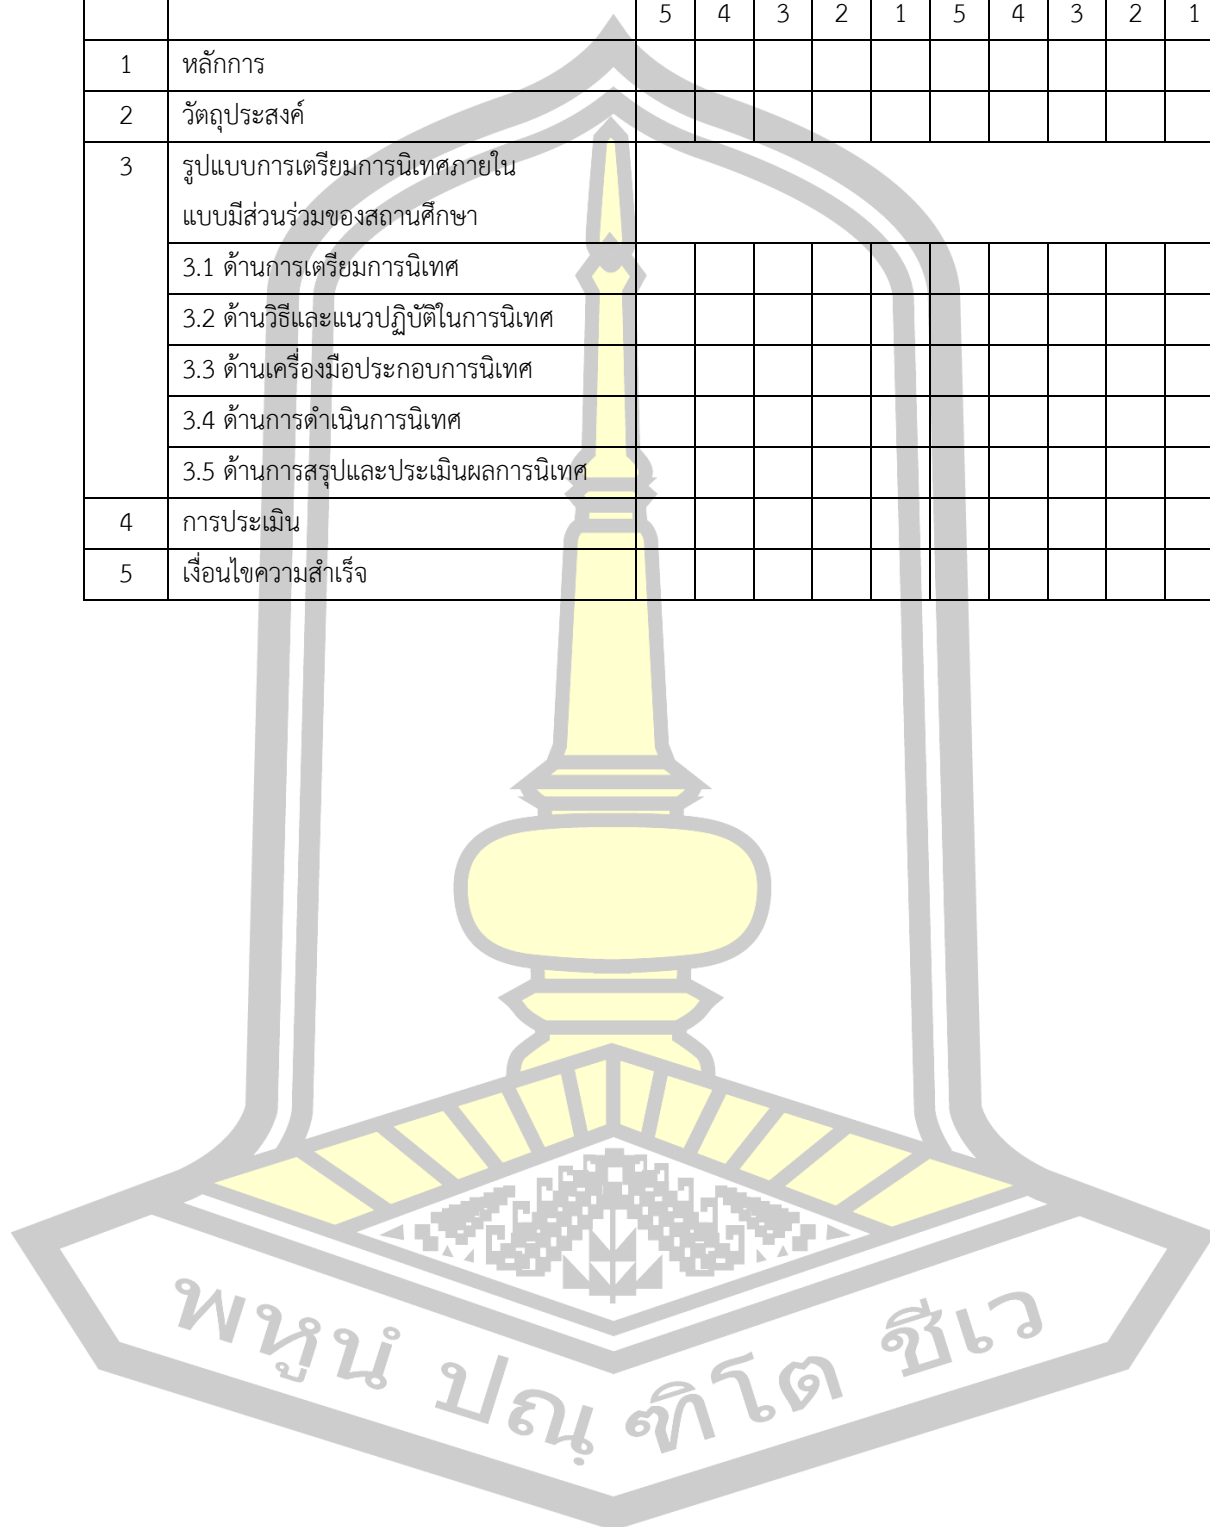 5 4 3 2 1 5 4 3 2 1
1 หลักการ
2 วัตถุประสงค์
3 รูปแบบการเตรียมการนิเทศภายใน
แบบมีส่วนร่วมของสถานศึกษา
3.1 ด้านการเตรียมการนิเทศ
3.2 ด้านวิธีและแนวปฏิบัติในการนิเทศ
3.3 ด้านเครื่องมือประกอบการนิเทศ
3.4 ด้านการดำเนินการนิเทศ
3.5 ด้านการสรุปและประเมินผลการนิเทศ
4 การประเมิน
5 เงื่อนไขความสำเร็จ
พหูนํ ปณฺฑิโต ชีเว